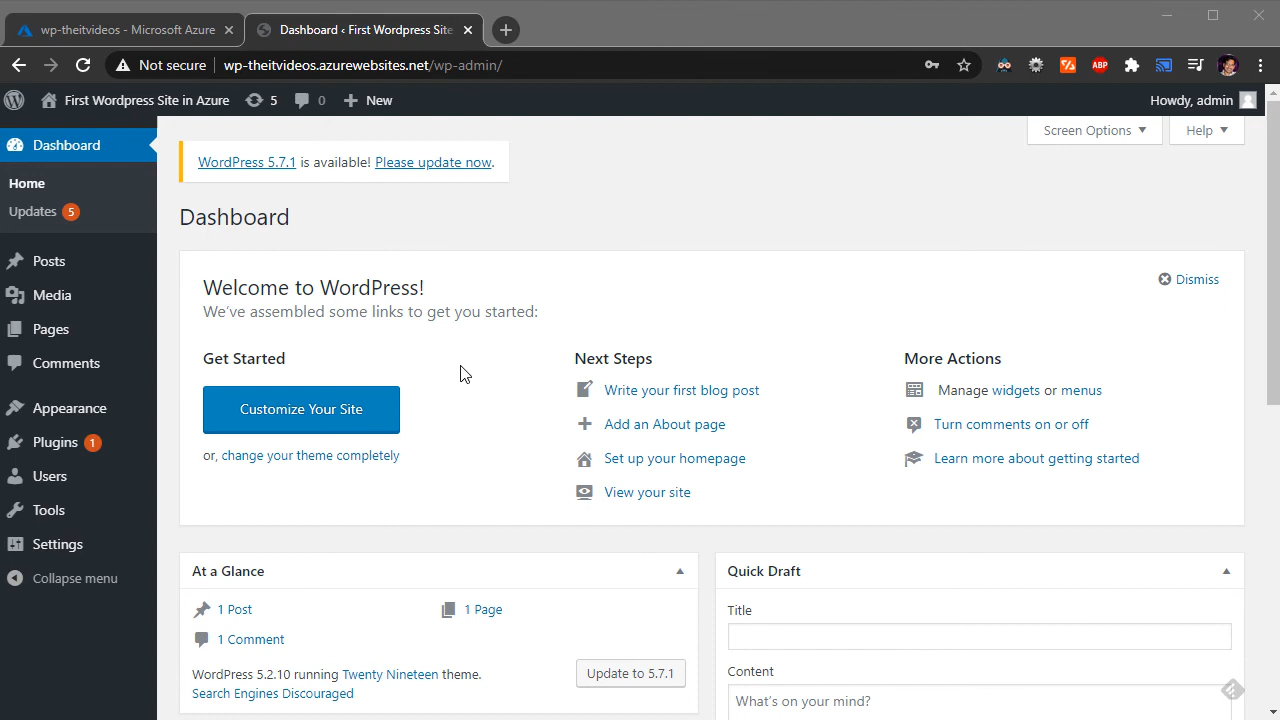 wp-theitvideos - Microsoft Azure
Dashboard ‹ First Wordpress Site
Not secure
wp-theitvideos.azurewebsites.net/wp-admin/
ABP
First Wordpress Site in Azure
5
0
New
Howdy, admin
Dashboard
Home
Updates 5
Posts
Media
Pages
Comments
Appearance
Plugins 1
Users
Tools
Settings
Collapse menu
Screen Options
Help
WordPress 5.7.1 is available! Please update now.
Dashboard
Welcome to WordPress!
We've assembled some links to get you started:
Dismiss
Get Started
Customize Your Site
or, change your theme completely
Next Steps
Write your first blog post
Add an About page
Set up your homepage
View your site
More Actions
Manage widgets or menus
Turn comments on or off
Learn more about getting started
At a Glance
1 Post
1 Page
1 Comment
WordPress 5.2.10 running Twenty Nineteen theme.
Update to 5.7.1
Search Engines Discouraged
Quick Draft
Title
Content
What's on your mind?